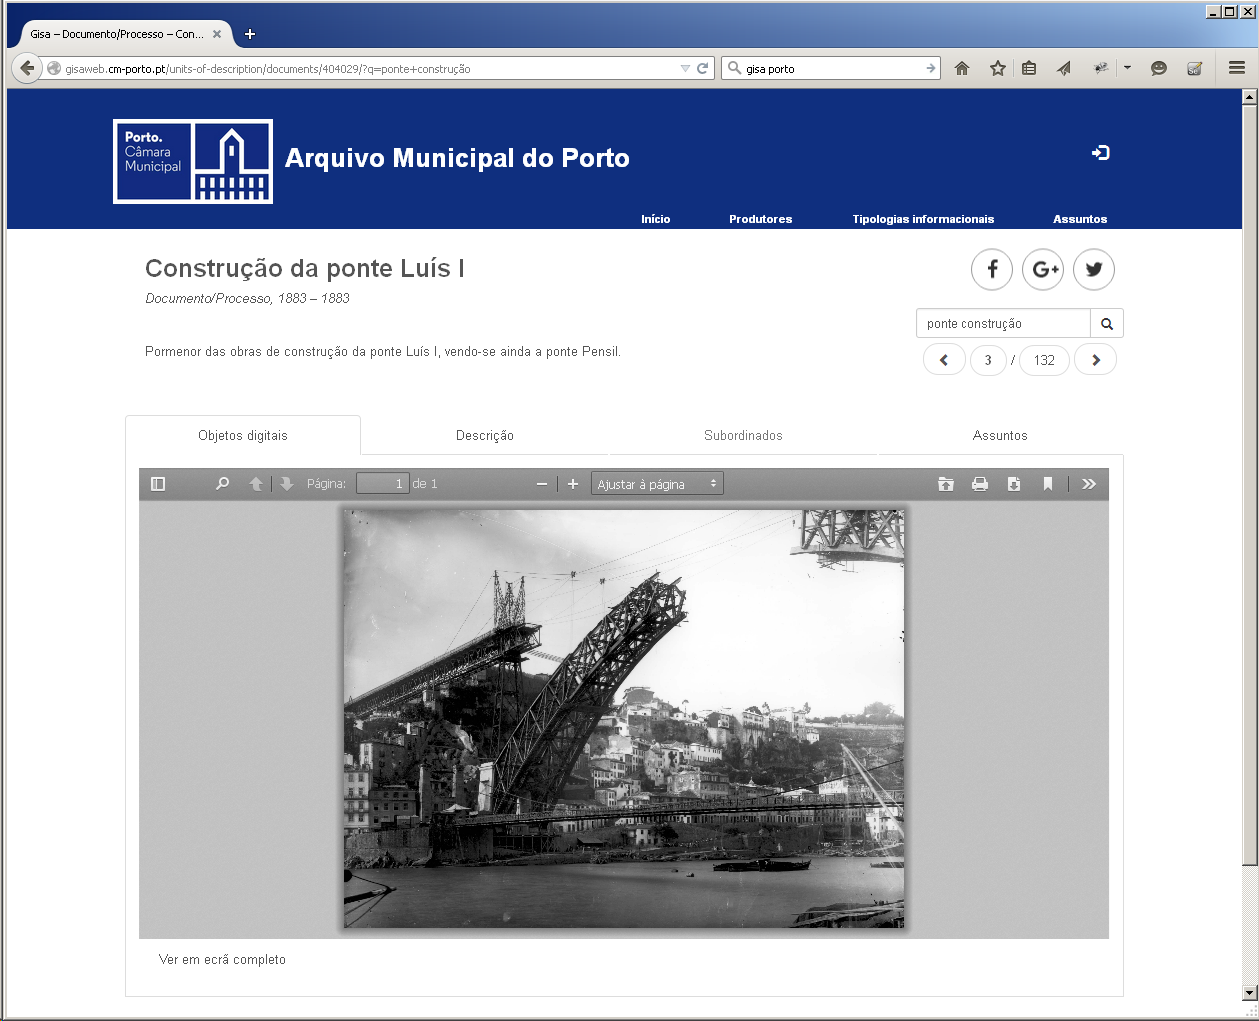 Gisa – Documento/Processo – Con...
gisaweb.cm-porto.pt/units-of-description/documents/404029/?q=ponte+construção
gisa porto
Porto.
Câmara
Municipal
Arquivo Municipal do Porto
Início
Produtores
Tipologias informacionais
Assuntos
Construção da ponte Luís I
Documento/Processo, 1883 – 1883
ponte construção
Pormenor das obras de construção da ponte Luís I, vendo-se ainda a ponte Pensil.
3 / 132
Objetos digitais
Descrição
Subordinados
Assuntos
Página: 1 de 1
Ajustar à página
Ver em ecrã completo